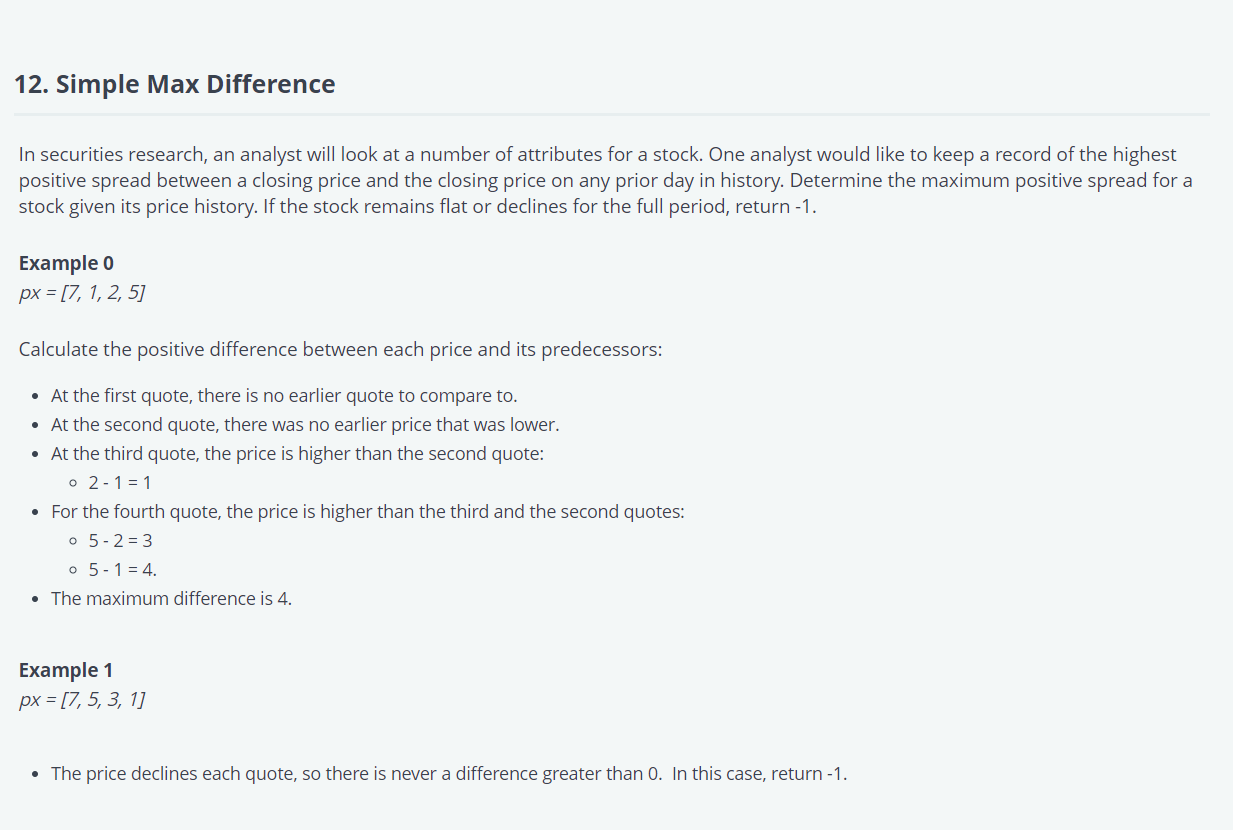 12. Simple Max Difference
In securities research, an analyst will look at a number of attributes for a stock. One analyst would like to keep a record of the highest
positive spread between a closing price and the closing price on any prior day in history. Determine the maximum positive spread for a
stock given its price history. If the stock remains flat or declines for the full period, return -1.
Example 0
px = [7, 1, 2, 5]
Calculate the positive difference between each price and its predecessors:
• At the first quote, there is no earlier quote to compare to.
• At the second quote, there was no earlier price that was lower.
• At the third quote, the price is higher than the second quote:
◦ 2 - 1 = 1
• For the fourth quote, the price is higher than the third and the second quotes:
◦ 5 - 2 = 3
◦ 5 - 1 = 4.
• The maximum difference is 4.
Example 1
px = [7, 5, 3, 1]
• The price declines each quote, so there is never a difference greater than 0.  In this case, return -1.